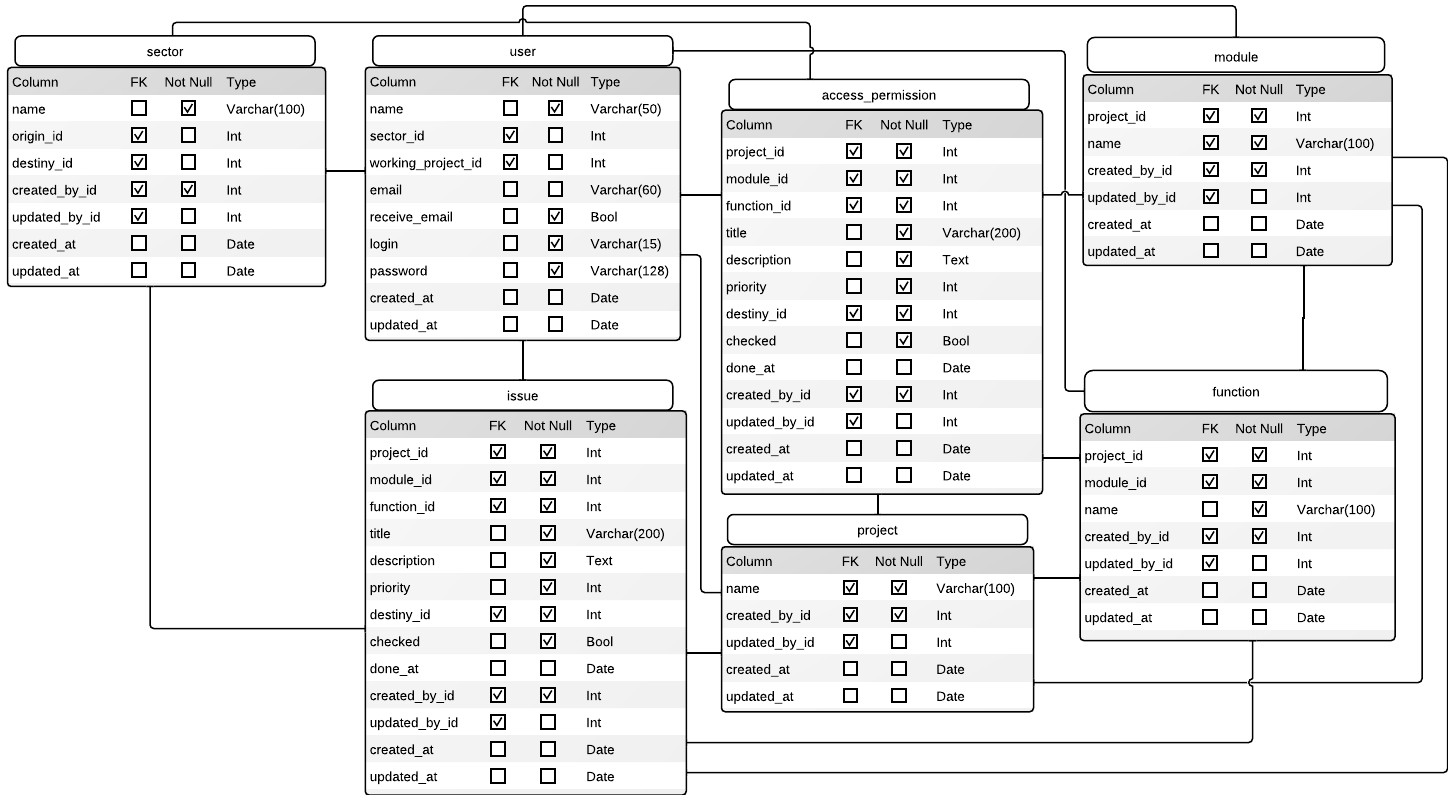 sector
Column FK Not Null Type
name Varchar(100)
origin_id Int
destiny_id Int
created_by_id Int
updated_by_id Int
created_at Date
updated_at Date
user
Column FK Not Null Type
name Varchar(50)
sector_id Int
working_project_id Int
email Varchar(60)
receive_email Bool
login Varchar(15)
password Varchar(128)
created_at Date
updated_at Date
access_permission
Column FK Not Null Type
project_id Int
module_id Int
function_id Int
title Varchar(200)
description Text
priority Int
destiny_id Int
checked Bool
done_at Date
created_by_id Int
updated_by_id Int
created_at Date
updated_at Date
module
Column FK Not Null Type
project_id Int
name Varchar(100)
created_by_id Int
updated_by_id Int
created_at Date
updated_at Date
issue
Column FK Not Null Type
project_id Int
module_id Int
function_id Int
title Varchar(200)
description Text
priority Int
destiny_id Int
checked Bool
done_at Date
created_by_id Int
updated_by_id Int
created_at Date
updated_at Date
project
Column FK Not Null Type
name Varchar(100)
created_by_id Int
updated_by_id Int
created_at Date
updated_at Date
function
Column FK Not Null Type
project_id Int
module_id Int
name Varchar(100)
created_by_id Int
updated_by_id Int
created_at Date
updated_at Date